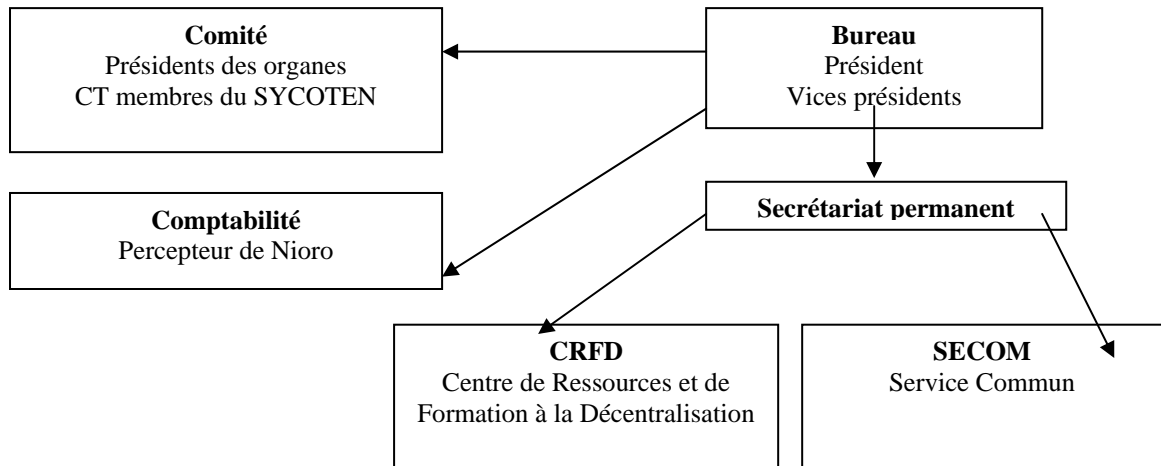 Comité
Présidents des organes
CT membres du SYCOTEN
Bureau
Président
Vices présidents
Comptabilité
Percepteur de Nioro
Secrétariat permanent
CRFD
Centre de Ressources et de
Formation à la Décentralisation
SECOM
Service Commun